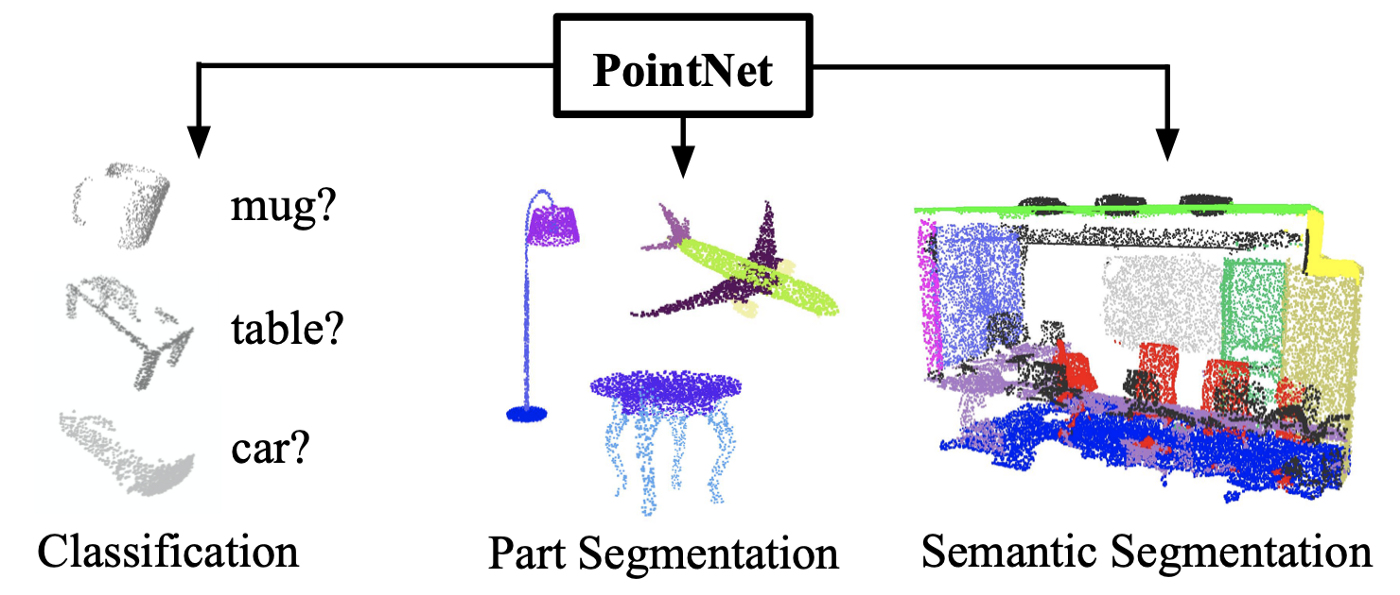 PointNet
mug?
table?
car?
Classification
Part Segmentation
Semantic Segmentation